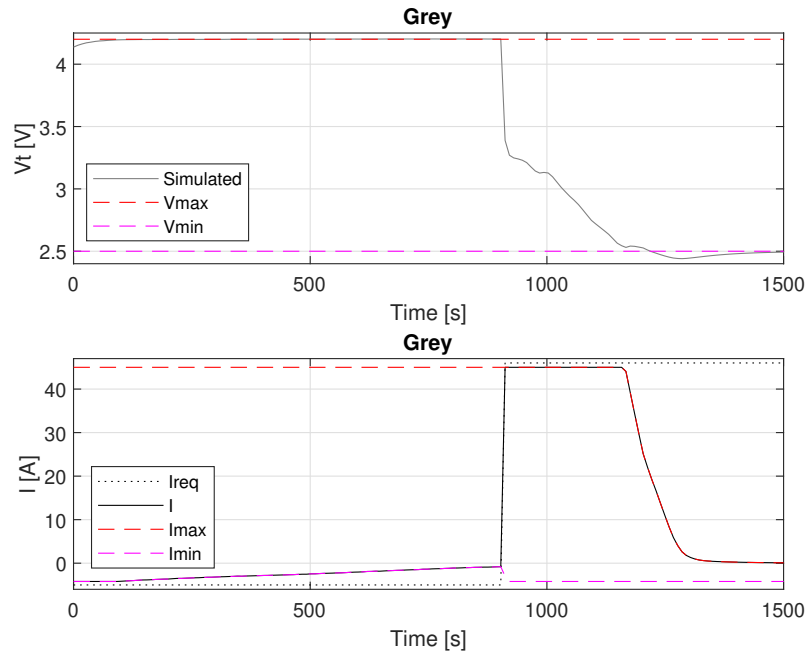 Grey
4
3.5
3
2.5
Vt [V]
Simulated
Vmax
Vmin
0
500
1000
1500
Time [s]
Grey
40
30
20
10
0
I [A]
Ireq
I
Imax
Imin
0
500
1000
1500
Time [s]